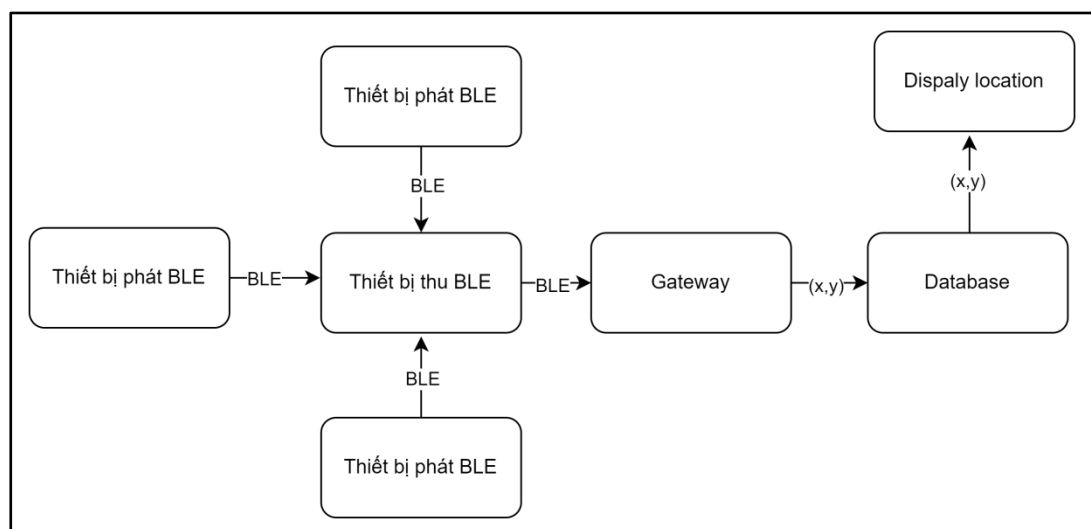 Thiết bị phát BLE
Dispaly location
BLE
(x,y)
Thiết bị phát BLE
BLE
Thiết bị thu BLE
BLE
Gateway
(x,y)
Database
BLE
Thiết bị phát BLE